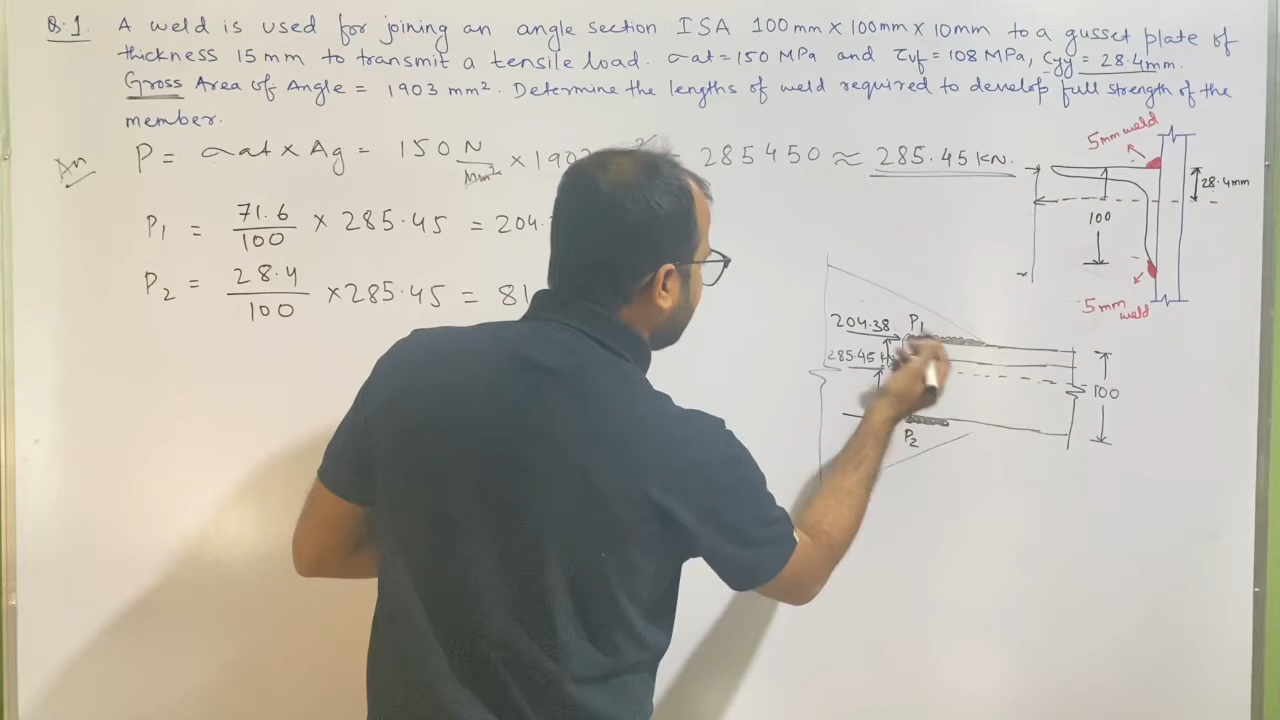 Q.1. A weld is used for joining an angle section ISA 100mm × 100mm × 10mm to a gusset plate of
thickness 15 mm to transmit a tensile load. σat = 150 MPa and τvf = 108 MPa, Cyy = 28.4mm.
Gross Area of Angle = 1903 mm². Determine the lengths of weld required to develop full strength of the
member.
An P = σat × Ag = 150 N/mm² × 190 285450 ≈ 285.45 KN.
P1 = 71.6/100 × 285.45 = 204.
P2 = 28.4/100 × 285.45 = 81
5mm weld
28.4mm
100
5mm weld
204.38 P1
285.45
100
P2